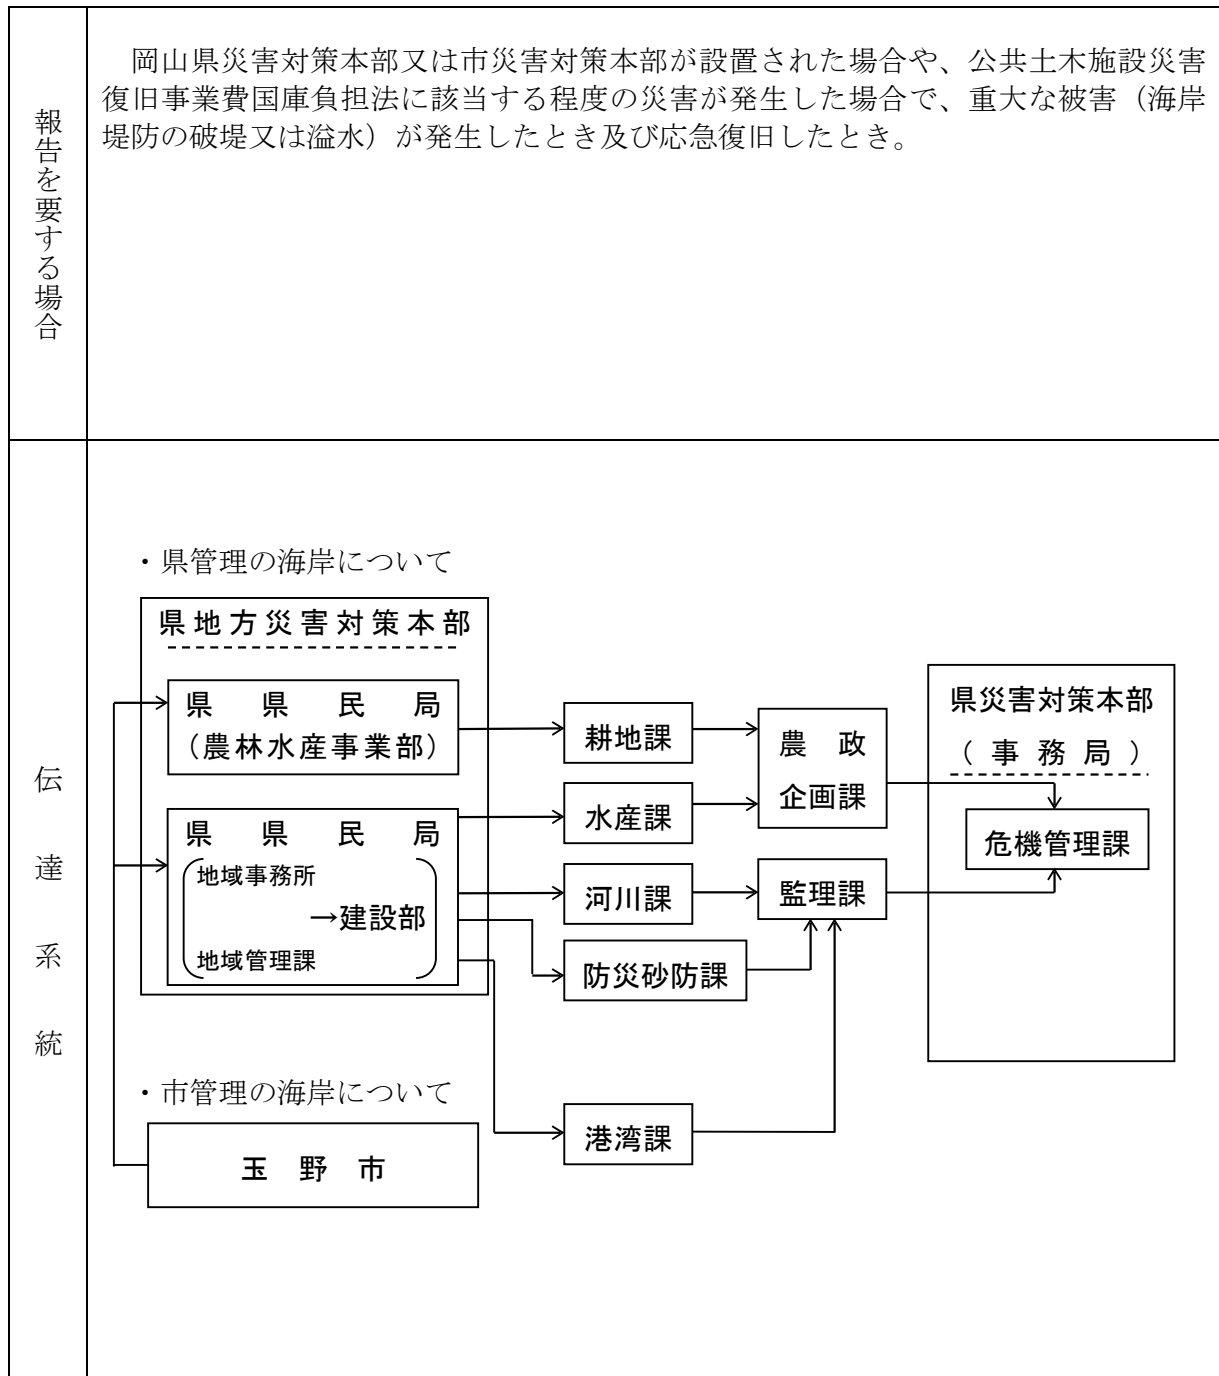 報告を要する場合
岡山県災害対策本部又は市災害対策本部が設置された場合や、公共土木施設災害
復旧事業費国庫負担法に該当する程度の災害が発生した場合で、重大な被害（海岸
堤防の破堤又は溢水）が発生したとき及び応急復旧したとき。
伝達系統
・県管理の海岸について
県地方災害対策本部
県県民局
（農林水産事業部）
県県民局
地域事務所
→建設部
地域管理課
耕地課
水産課
河川課
防災砂防課
港湾課
農政
企画課
監理課
県災害対策本部
（事務局）
危機管理課
・市管理の海岸について
玉野市